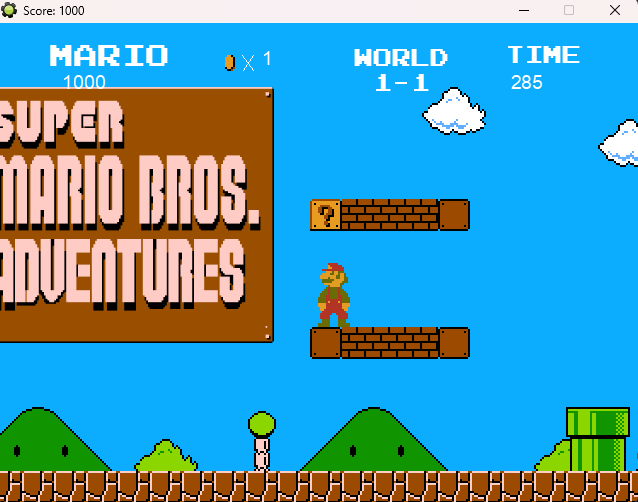 Score: 1000
MARIO
1000
X 1
WORLD
1-1
TIME
285
SUPER
MARIO BROS.
ADVENTURES
?